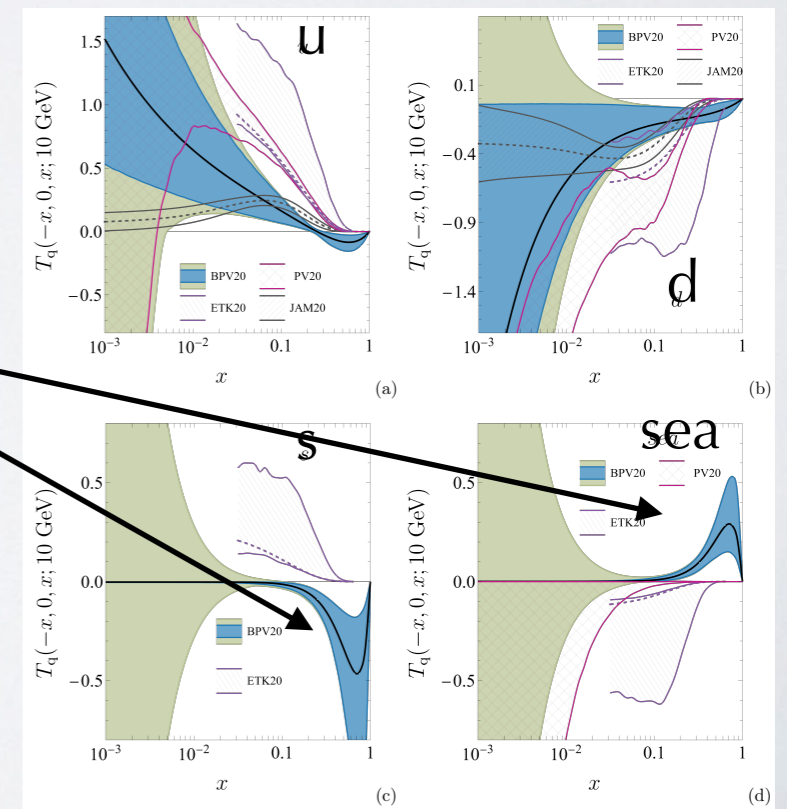 u
u
T_q(−x, 0, x; 10 GeV)
1.5
1.0
0.5
0.0
−0.5
BPV20
PV20
ETK20
JAM20
10⁻³
10⁻²
0.1
1
x
(a)
BPV20
PV20
ETK20
JAM20
T_q(−x, 0, x; 10 GeV)
0.1
−0.4
−0.9
−1.4
d
d
10⁻³
10⁻²
0.1
1
x
(b)
s
s
T_q(−x, 0, x; 10 GeV)
0.5
0.0
−0.5
BPV20
ETK20
10⁻³
10⁻²
0.1
1
x
(c)
sea
sea
BPV20
PV20
ETK20
T_q(−x, 0, x; 10 GeV)
0.5
0.0
−0.5
10⁻³
10⁻²
0.1
1
x
(d)